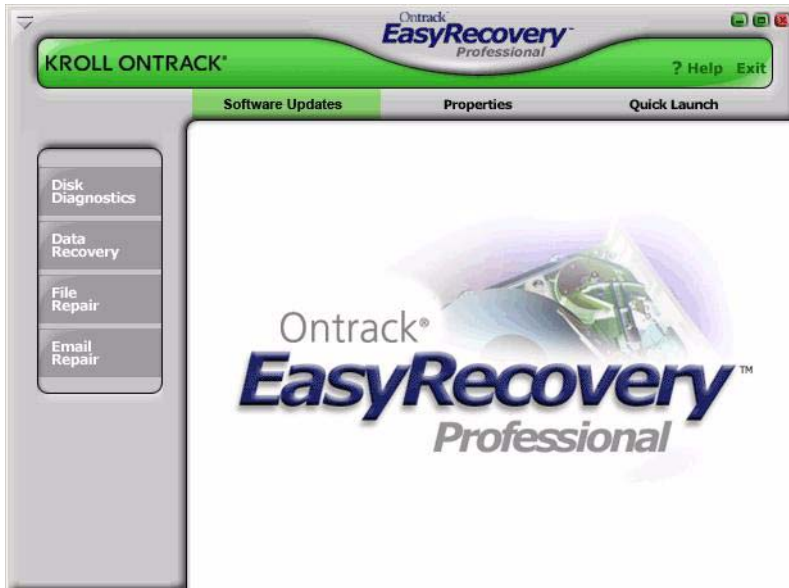 Ontrack®
EasyRecovery™
Professional
KROLL ONTRACK®
? Help Exit
Software Updates Properties Quick Launch
Disk
Diagnostics
Data
Recovery
File
Repair
Email
Repair
Ontrack®
EasyRecovery™
Professional